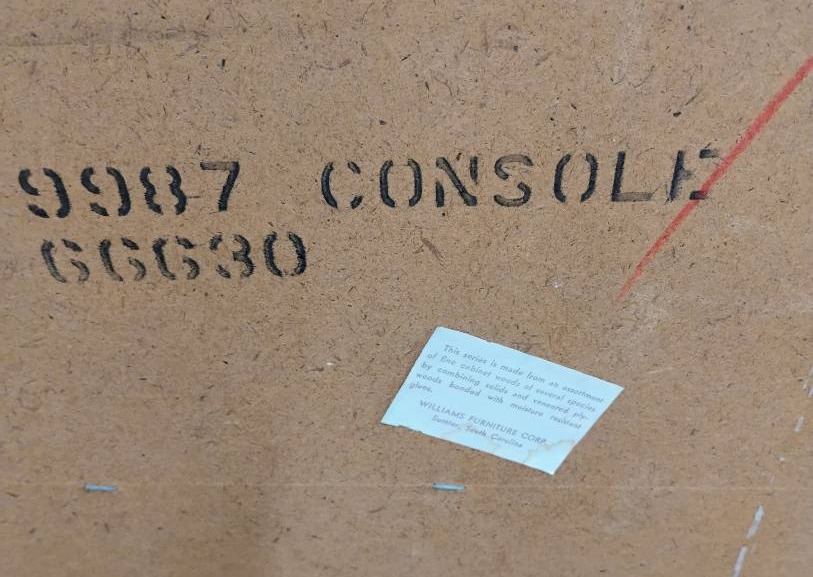 9987 CONSOLE
66630
This series is made from an assortment
of fine cabinet woods of several species
by combining solids and veneered ply-
woods bonded with moisture resistant
glues.
WILLIAMS FURNITURE CORP.
Sumter, South Carolina